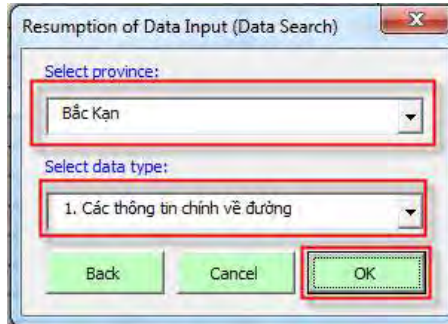 Resumption of Data Input (Data Search)
Select province:
Bắc Kạn
Select data type:
1. Các thông tin chính về đường
Back Cancel OK